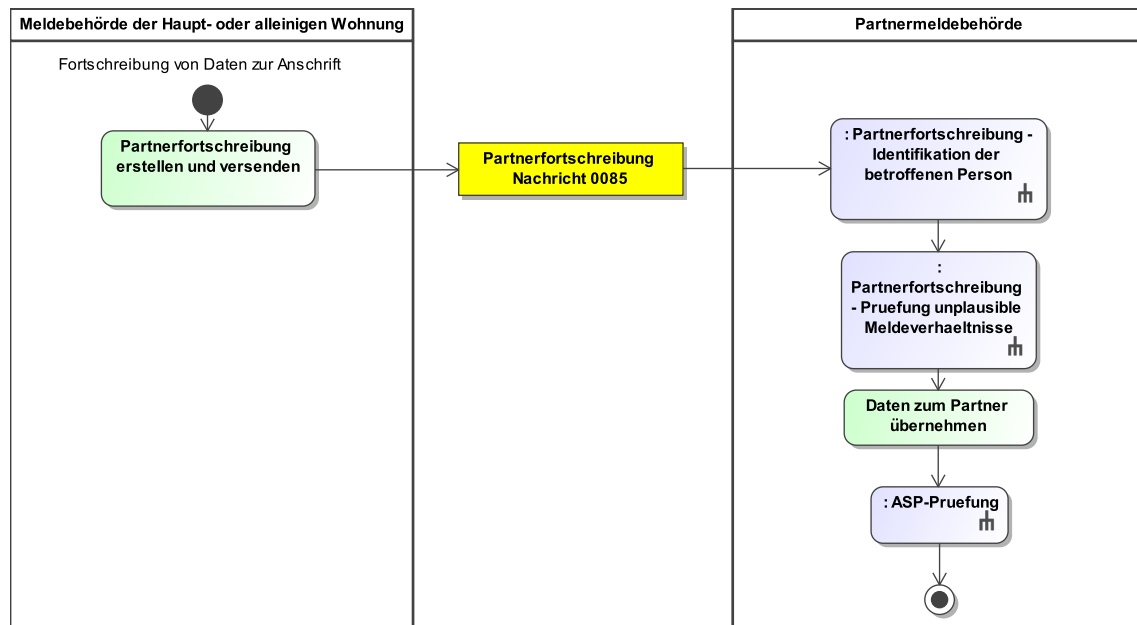 Meldebehörde der Haupt- oder alleinigen Wohnung
Partnermeldebehörde
Fortschreibung von Daten zur Anschrift
Partnerfortschreibung
erstellen und versenden
Partnerfortschreibung
Nachricht 0085
: Partnerfortschreibung -
Identifikation der
betroffenen Person
:
Partnerfortschreibung
- Pruefung unplausible
Meldeverhaeltnisse
Daten zum Partner
übernehmen
: ASP-Pruefung